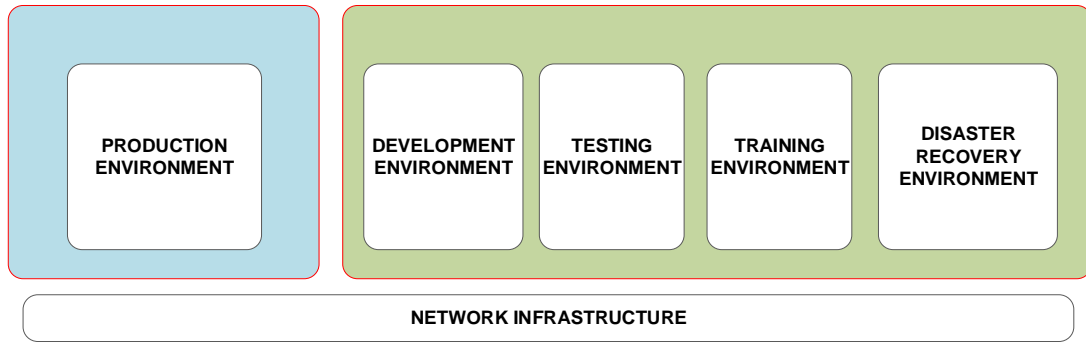 PRODUCTION
ENVIRONMENT
DEVELOPMENT
ENVIRONMENT
TESTING
ENVIRONMENT
TRAINING
ENVIRONMENT
DISASTER
RECOVERY
ENVIRONMENT
NETWORK INFRASTRUCTURE